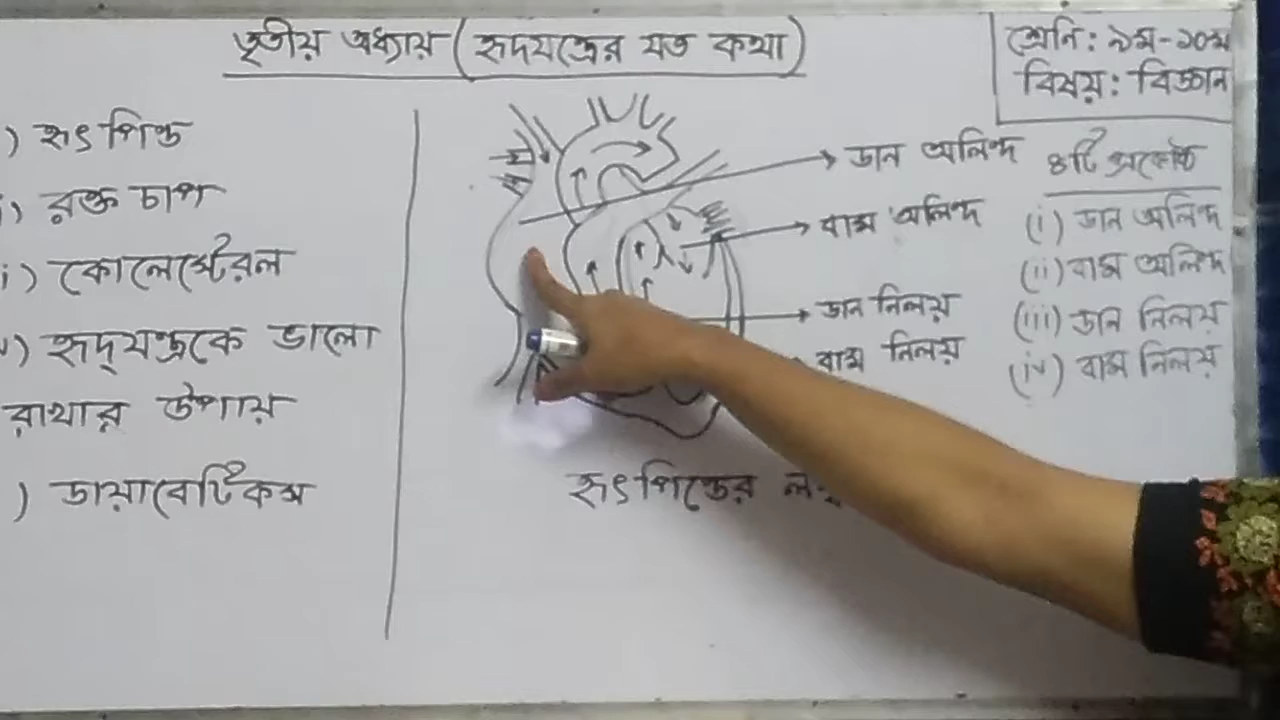 তৃতীয় অধ্যায় (হৃদযন্ত্রের যত কথা)
শ্রেণি: ৯ম-১০ম
বিষয়: বিজ্ঞান
) হৃৎপিন্ড
) রক্ত চাপ
i) কোলেস্টেরল
v) হৃদ্‌যন্ত্রকে ভালো
রাখার উপায়
) ডায়াবেটিকস
ডান অলিন্দ
বাম অলিন্দ
ডান নিলয়
বাম নিলয়
হৃৎপিন্ডের
৪টি প্রকোষ্ঠ
(i) ডান অলিন্দ
(ii) বাম অলিন্দ
(iii) ডান নিলয়
(iv) বাম নিলয়